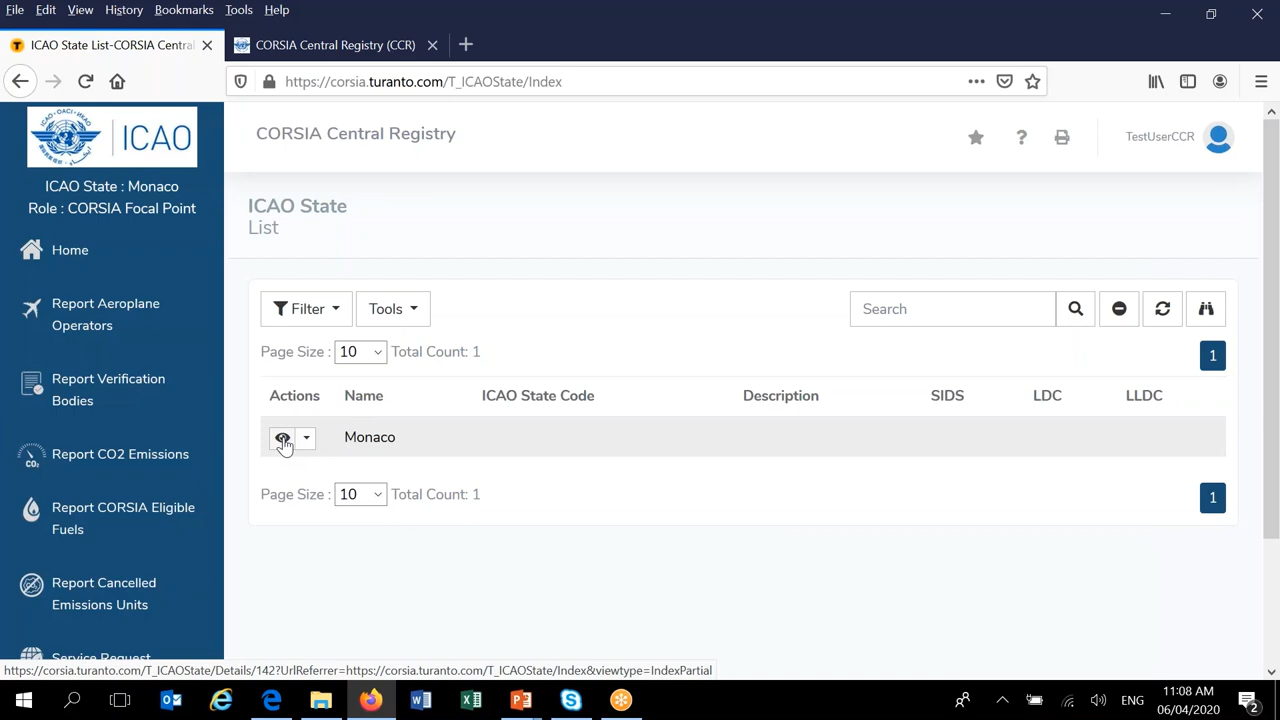 File Edit View History Bookmarks Tools Help
ICAO State List-CORSIA Central
CORSIA Central Registry (CCR)
https://corsia.turanto.com/T_ICAOState/Index
ICAO
ICAO State : Monaco
Role : CORSIA Focal Point
Home
Report Aeroplane
Operators
Report Verification
Bodies
CO2
Report CO2 Emissions
Report CORSIA Eligible
Fuels
Report Cancelled
Emissions Units
Service Request
CORSIA Central Registry
? TestUserCCR
ICAO State
List
Filter Tools Search
Page Size : 10 Total Count: 1
1
Actions Name ICAO State Code Description SIDS LDC LLDC
Monaco
Page Size : 10 Total Count: 1
1
https://corsia.turanto.com/T_ICAOState/Details/142?UrlReferrer=https://corsia.turanto.com/T_ICAOState/Index&viewtype=IndexPartial
ENG
11:08 AM
06/04/2020
2